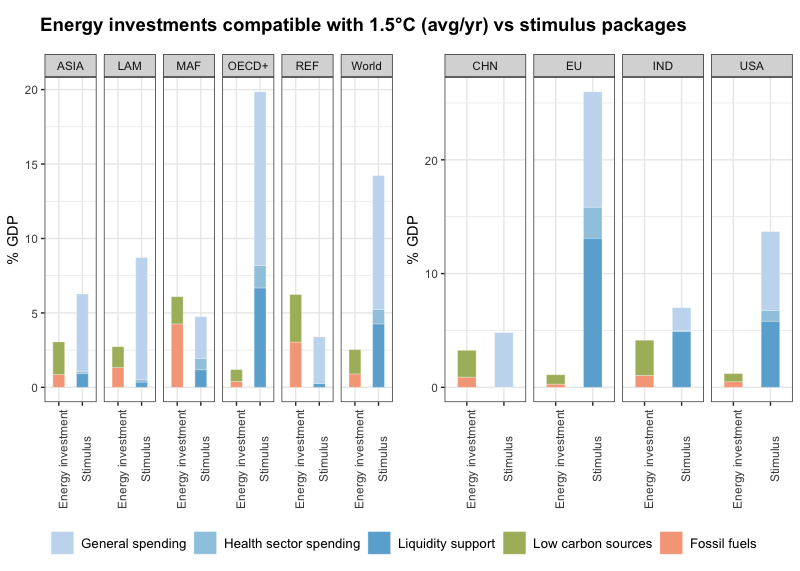 Energy investments compatible with 1.5°C (avg/yr) vs stimulus packages
ASIA LAM MAF OECD+ REF World
% GDP
20
15
10
5
0
Energy investment Stimulus Energy investment Stimulus Energy investment Stimulus Energy investment Stimulus Energy investment Stimulus Energy investment Stimulus
CHN EU IND USA
% GDP
20
10
0
Energy investment Stimulus Energy investment Stimulus Energy investment Stimulus Energy investment Stimulus
General spending Health sector spending Liquidity support Low carbon sources Fossil fuels